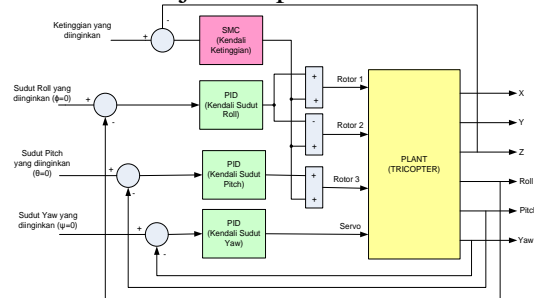 Ketinggian yang
diinginkan
SMC
(Kendali
Ketinggian)
Sudut Roll yang
diinginkan (ϕ=0)
PID
(Kendali Sudut
Roll)
Sudut Pitch
yang diinginkan
(θ=0)
PID
(Kendali Sudut
Pitch)
Sudut Yaw yang
diinginkan (ψ=0)
PID
(Kendali Sudut
Yaw)
Rotor 1
Rotor 2
Rotor 3
Servo
PLANT
(TRICOPTER)
X
Y
Z
Roll
Pitch
Yaw
+
-
+
-
+
-
+
-
+
+
-
+
+
+